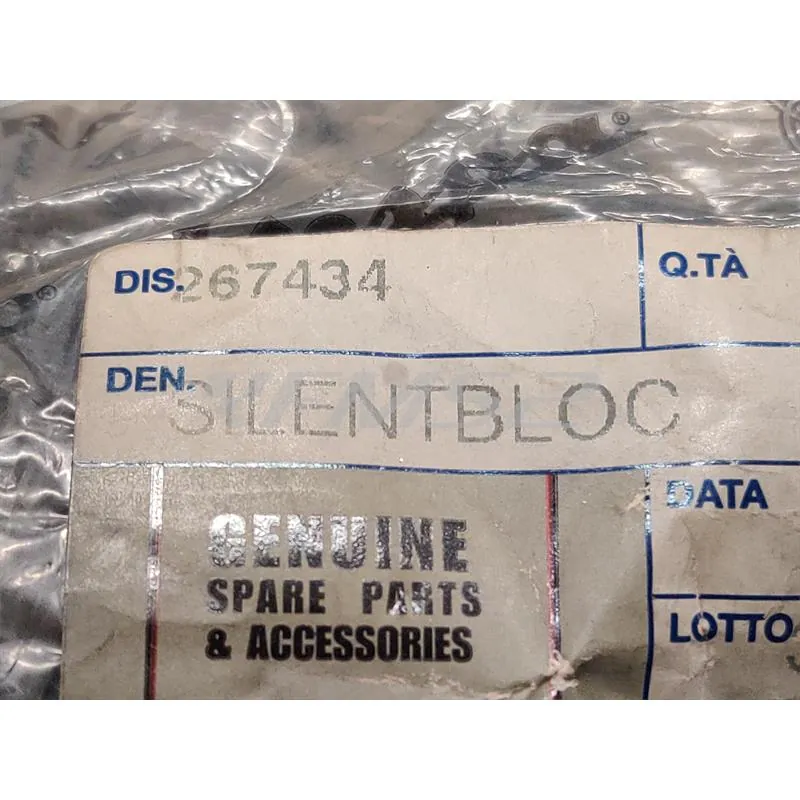 DIS. 267434 Q.TÀ
DEN. SILENTBLOC
GENUINE
SPARE PARTS
& ACCESSORIES
DATA
LOTTO